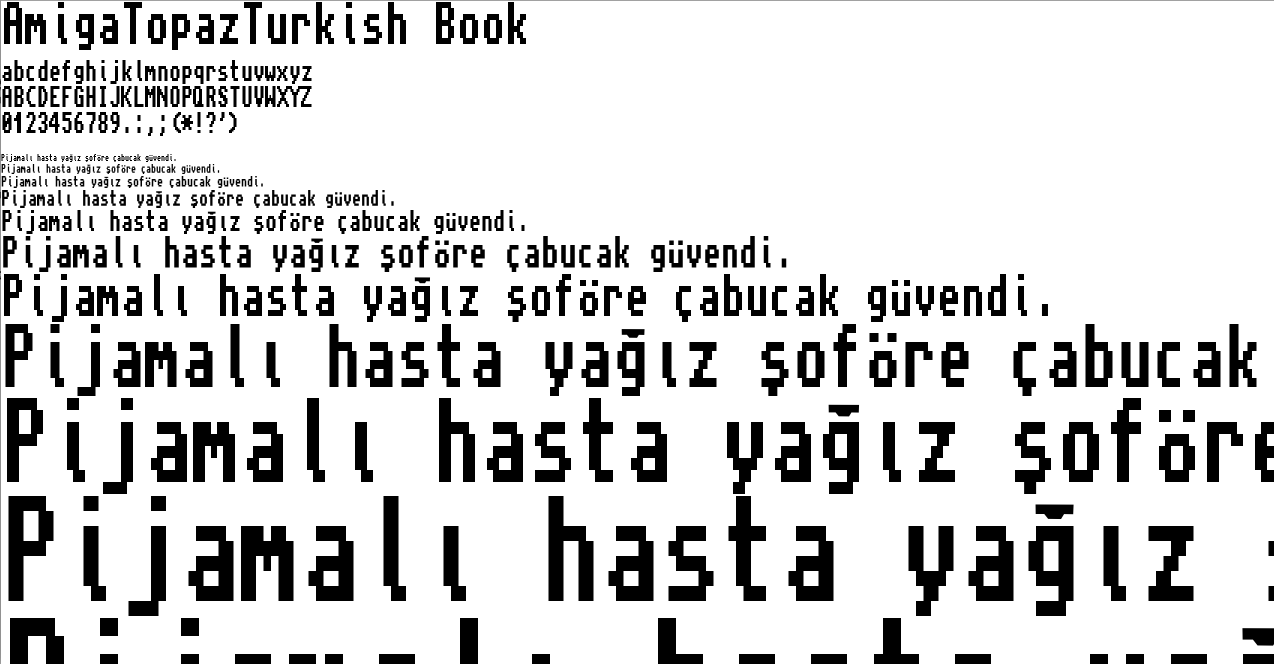 AmigaTopazTurkish Book
abcdefghijklmnopqrstuvwxyz
ABCDEFGHIJKLMNOPQRSTUVWXYZ
0123456789.:,;(*!?')
Pijamalı hasta yağız şoföre çabucak güvendi.
Pijamalı hasta yağız şoföre çabucak güvendi.
Pijamalı hasta yağız şoföre çabucak güvendi.
Pijamalı hasta yağız şoföre çabucak güvendi.
Pijamalı hasta yağız şoföre çabucak güvendi.
Pijamalı hasta yağız şoföre çabucak güvendi.
Pijamalı hasta yağız şoföre çabucak güvendi.
Pijamalı hasta yağız şoföre çabucak
Pijamalı hasta yağız şoföre
Pijamalı hasta yağız